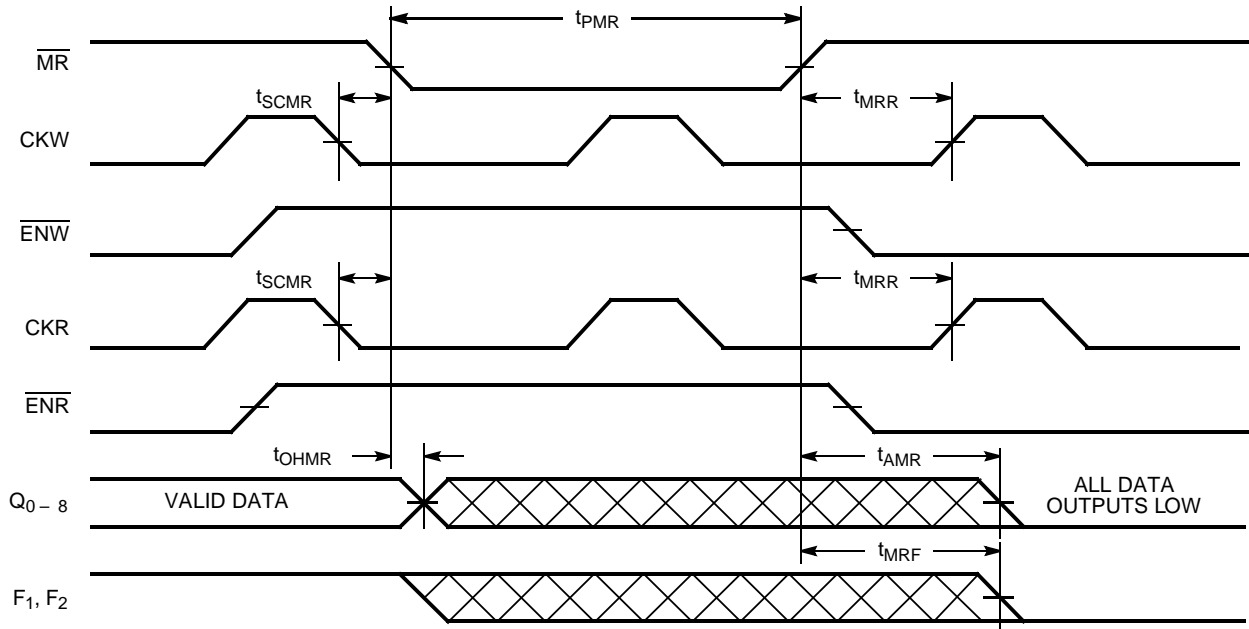 tPMR
MR
tSCMR
tMRR
CKW
ENW
tSCMR
tMRR
CKR
ENR
tOHMR
tAMR
Q0 – 8
VALID DATA
ALL DATA
OUTPUTS LOW
tMRF
F1, F2